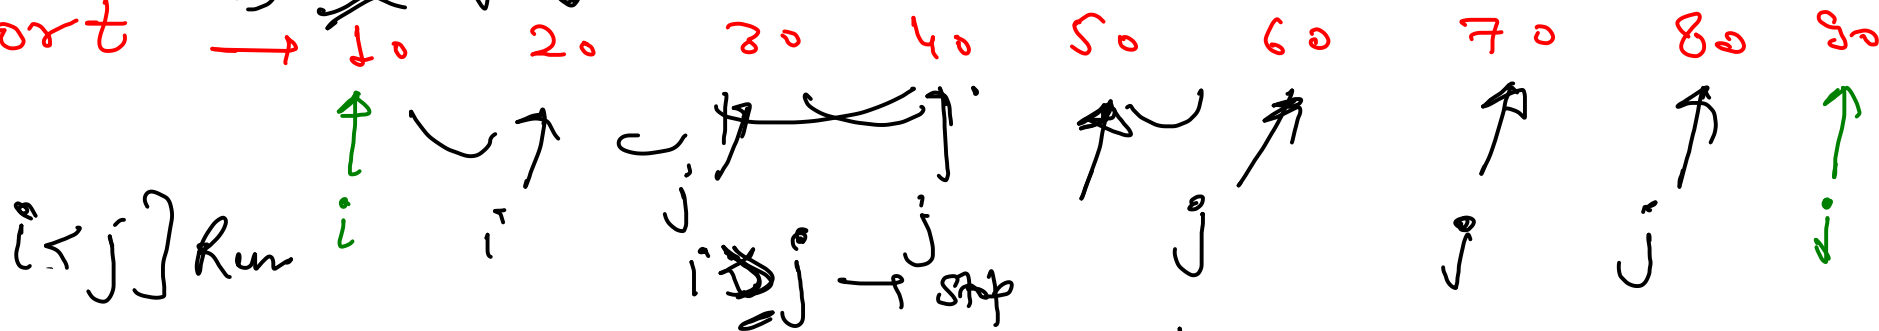 ort → 10 20 30 40 50 60 70 80 90
i i j j j j j j
i < j ] Run
i ≥ j → stop